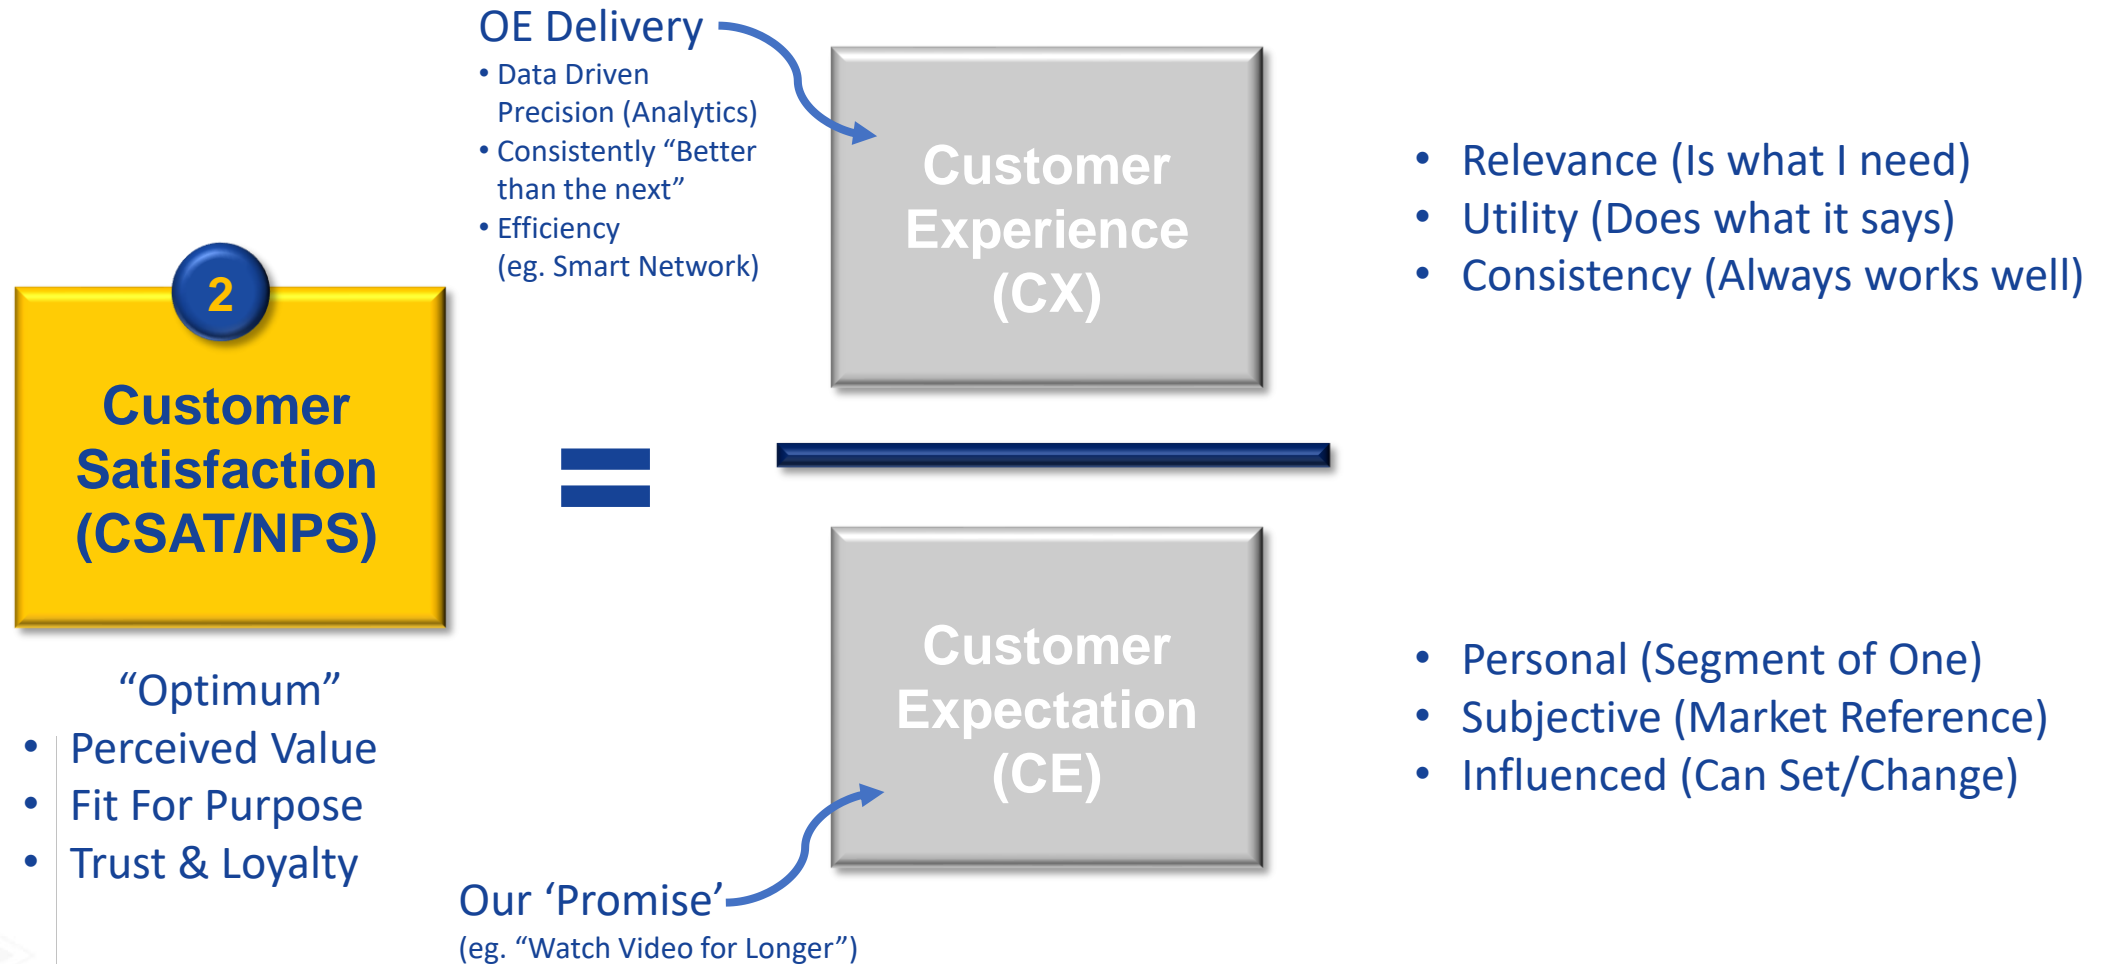 OE Delivery
• Data Driven
Precision (Analytics)
• Consistently “Better
than the next”
• Efficiency
(eg. Smart Network)
Customer
Experience
(CX)
• Relevance (Is what I need)
• Utility (Does what it says)
• Consistency (Always works well)
2
Customer
Satisfaction
(CSAT/NPS)
=
“Optimum”
• Perceived Value
• Fit For Purpose
• Trust & Loyalty
Customer
Expectation
(CE)
• Personal (Segment of One)
• Subjective (Market Reference)
• Influenced (Can Set/Change)
Our ‘Promise’
(eg. “Watch Video for Longer”)